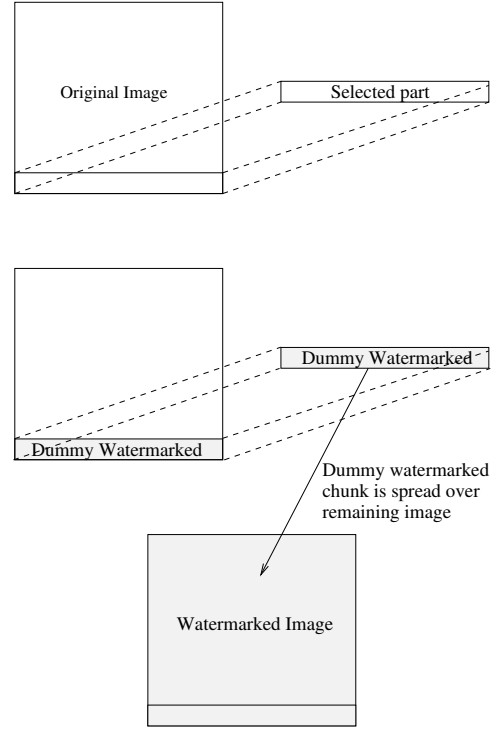 Original Image
Selected part
Dummy Watermarked
Dummy Watermarked
Dummy watermarked
chunk is spread over
remaining image
Watermarked Image